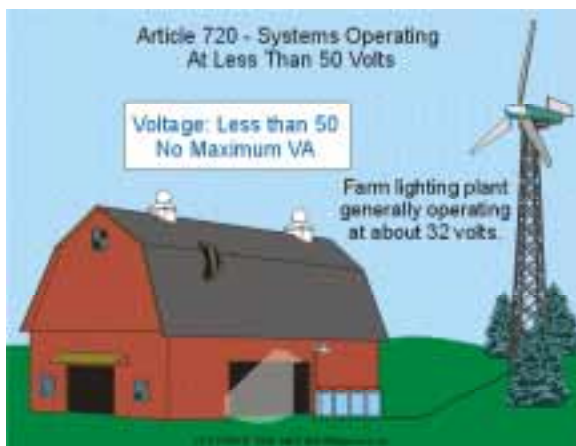 Article 720 - Systems Operating
At Less Than 50 Volts
Voltage: Less than 50
No Maximum VA
Farm lighting plant
generally operating
at about 32 volts.